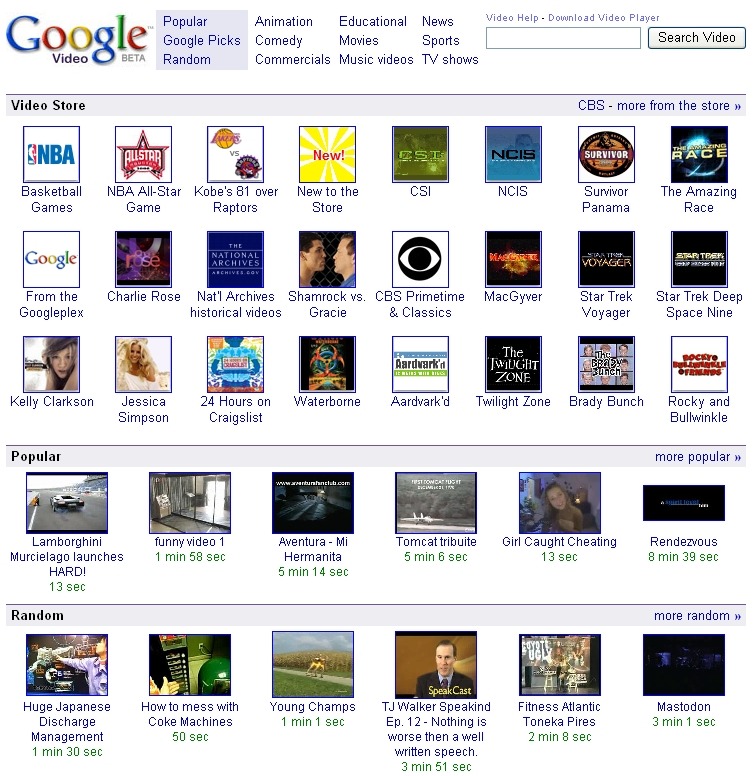 Google
Video BETA
Popular
Google Picks
Random
Animation
Comedy
Commercials
Educational
Movies
Music videos
News
Sports
TV shows
Video Help - Download Video Player
Search Video
Video Store
CBS - more from the store »
NBA
ALLSTAR
VS
New!
CSI
NCIS
SURVIVOR
THE AMAZING
RACE
Basketball
Games
NBA All-Star
Game
Kobe's 81 over
Raptors
New to the
Store
CSI
NCIS
Survivor
Panama
The Amazing
Race
Google
rose
THE
NATIONAL
ARCHIVES
ARCHIVES.GOV
MACGYVER
STAR TREK
VOYAGER
STAR TREK
From the
Googleplex
Charlie Rose
Nat'l Archives
historical videos
Shamrock vs.
Gracie
CBS Primetime
& Classics
MacGyver
Star Trek
Voyager
Star Trek Deep
Space Nine
24 HOURS ON
CRAIGSLIST
Aardvark'd
THE
TWILIGHT
ZONE
The
Brady
Bunch
ROCKY
BULLWINKLE
& FRIENDS
Kelly Clarkson
Jessica
Simpson
24 Hours on
Craigslist
Waterborne
Aardvark'd
Twilight Zone
Brady Bunch
Rocky and
Bullwinkle
Popular
more popular »
www.aventurafanclub.com
FIRST TOMCAT FLIGHT
Lamborghini
Murcielago launches
HARD!
13 sec
funny video 1
1 min 58 sec
Aventura - Mi
Hermanita
5 min 14 sec
Tomcat tribuite
5 min 6 sec
Girl Caught Cheating
13 sec
Rendezvous
8 min 39 sec
Random
more random »
SpeakCast
Huge Japanese
Discharge
Management
1 min 30 sec
How to mess with
Coke Machines
50 sec
Young Champs
1 min 1 sec
TJ Walker Speakind
Ep. 12 - Nothing is
worse then a well
written speech.
3 min 51 sec
Fitness Atlantic
Toneka Pires
2 min 8 sec
Mastodon
3 min 1 sec